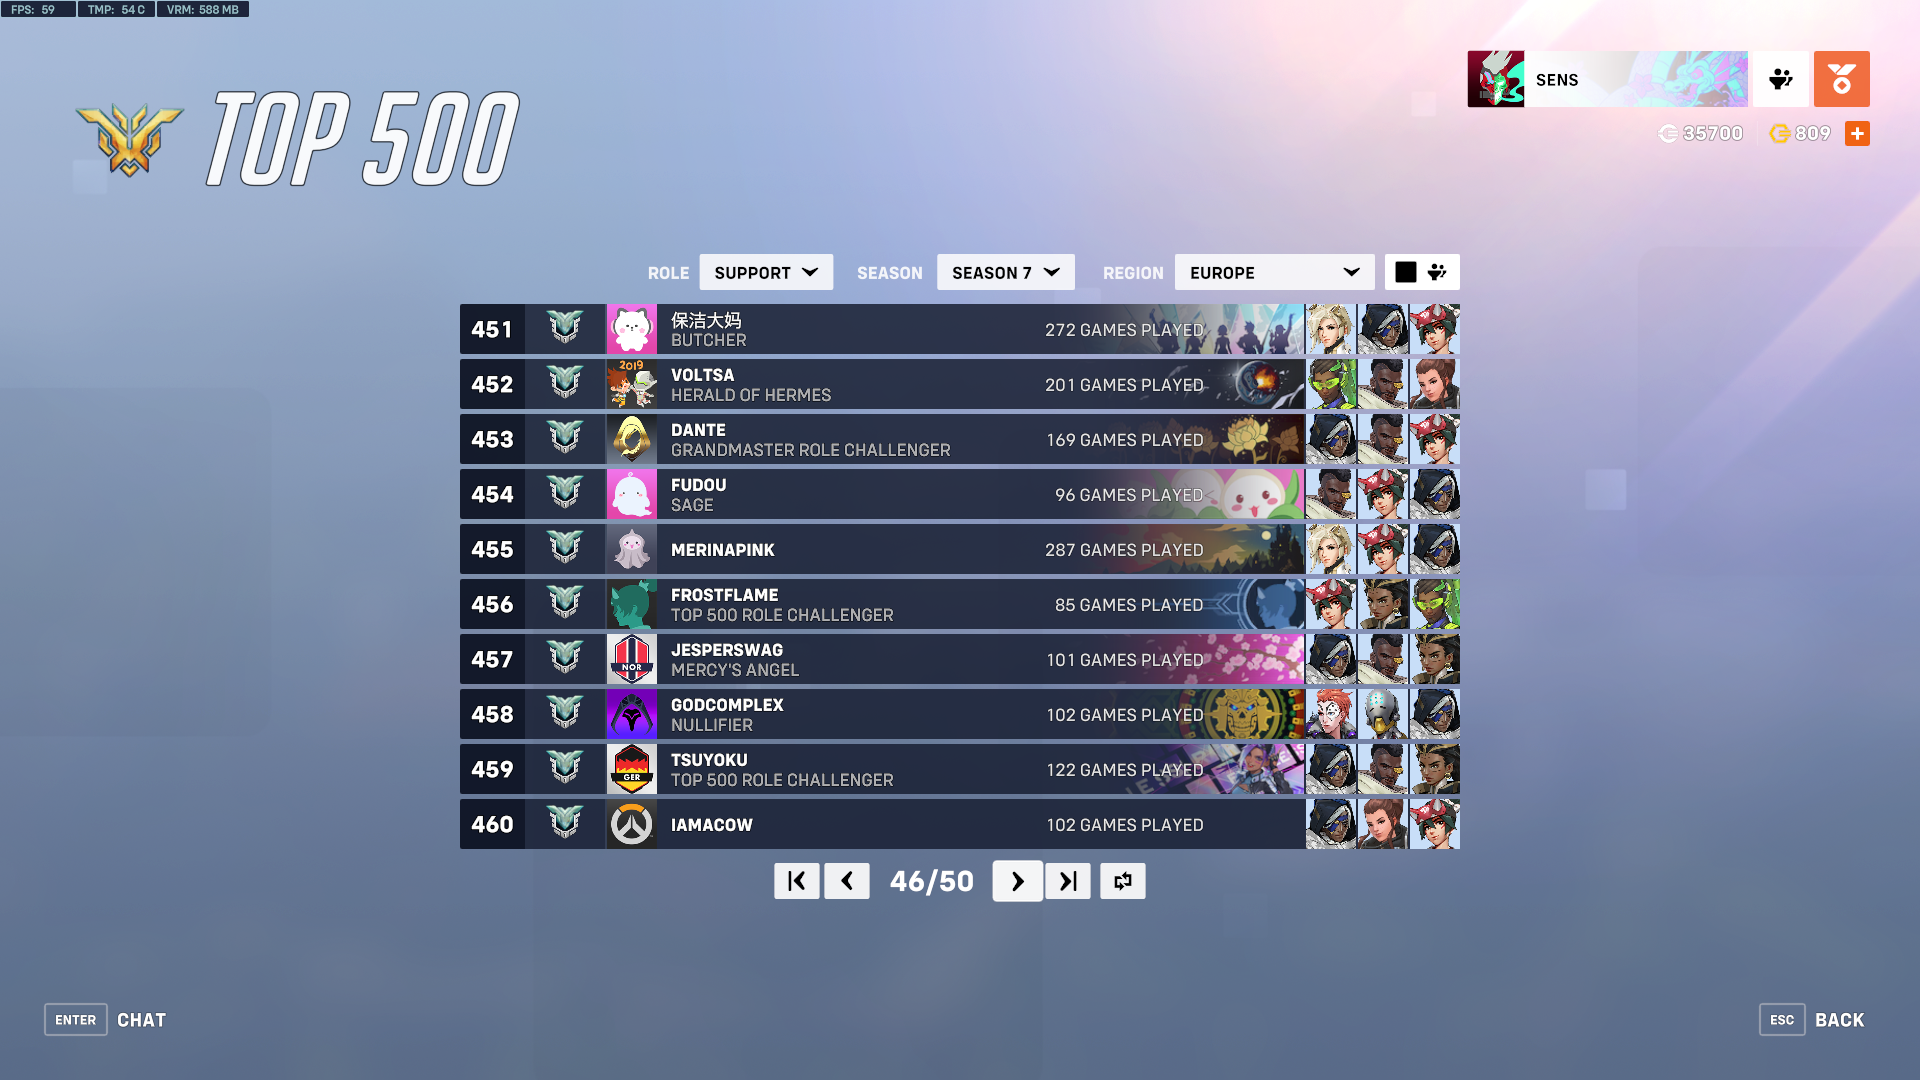 FPS: 59
TMP: 54 C
VRM: 588 MB
TOP 500
SENS
35700
809
ROLE
SUPPORT
SEASON
SEASON 7
REGION
EUROPE
451
保洁大妈
BUTCHER
272 GAMES PLAYED
452
2019
VOLTSA
HERALD OF HERMES
201 GAMES PLAYED
453
DANTE
GRANDMASTER ROLE CHALLENGER
169 GAMES PLAYED
454
FUDOU
SAGE
96 GAMES PLAYED
455
MERINAPINK
287 GAMES PLAYED
456
FROSTFLAME
TOP 500 ROLE CHALLENGER
85 GAMES PLAYED
457
NOR
JESPERSWAG
MERCY'S ANGEL
101 GAMES PLAYED
458
GODCOMPLEX
NULLIFIER
102 GAMES PLAYED
459
GER
TSUYOKU
TOP 500 ROLE CHALLENGER
122 GAMES PLAYED
460
IAMACOW
102 GAMES PLAYED
46/50
ENTER
CHAT
ESC
BACK